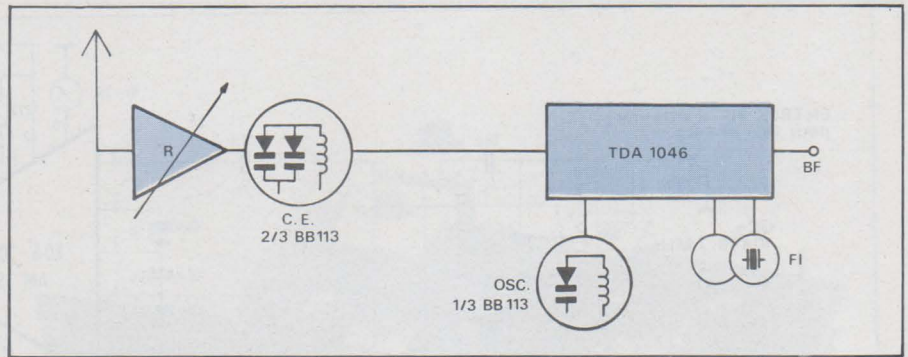 R
C.E.
2/3 BB113
TDA 1046
BF
OSC.
1/3 BB 113
FI